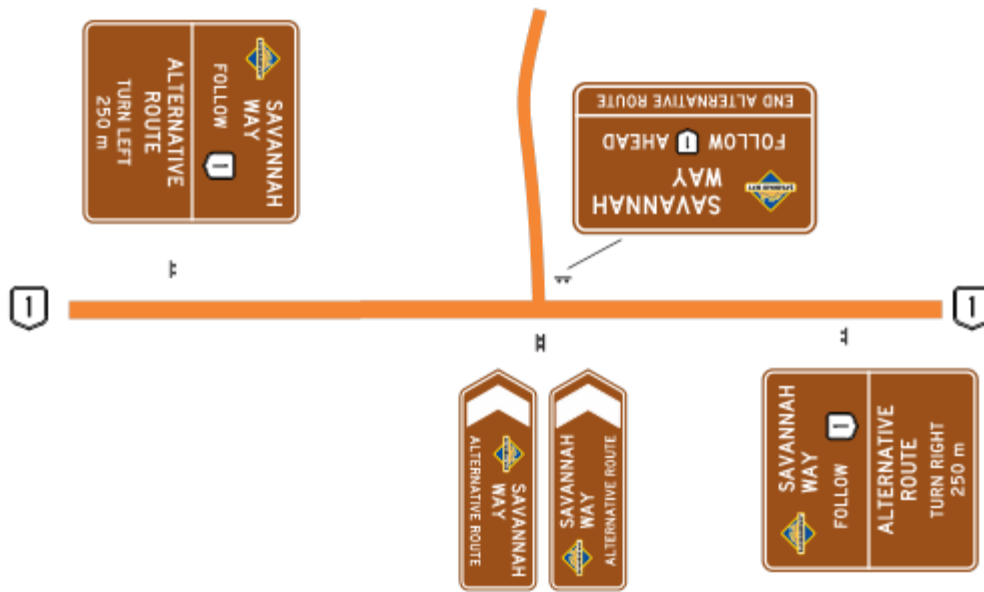 SAVANNAH
WAY
FOLLOW 1
ALTERNATIVE
ROUTE
TURN LEFT
250 m
SAVANNAH
WAY
FOLLOW 1 AHEAD
END ALTERNATIVE ROUTE
1
1
SAVANNAH
WAY
ALTERNATIVE ROUTE
SAVANNAH
WAY
ALTERNATIVE ROUTE
SAVANNAH
WAY
FOLLOW 1
ALTERNATIVE
ROUTE
TURN RIGHT
250 m